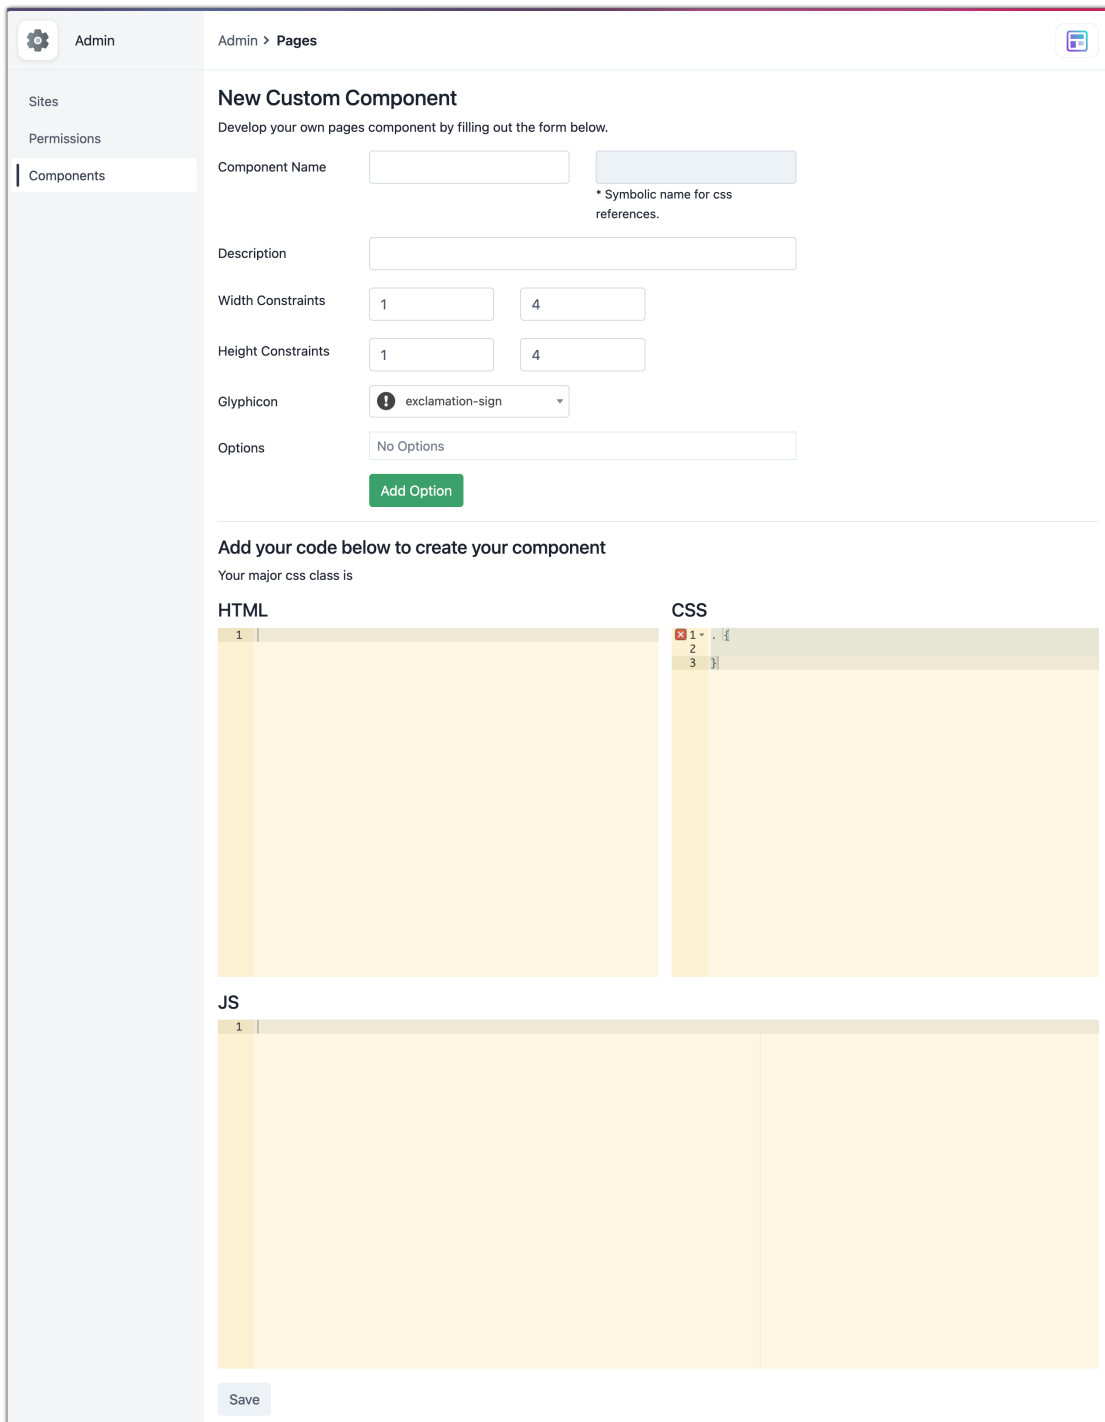 Admin
Admin > Pages
Sites
Permissions
Components
New Custom Component
Develop your own pages component by filling out the form below.
Component Name
* Symbolic name for css
references.
Description
Width Constraints
1
4
Height Constraints
1
4
Glyphicon
exclamation-sign
Options
No Options
Add Option
Add your code below to create your component
Your major css class is
HTML
1
CSS
1 . {
2
3 }
JS
1
Save